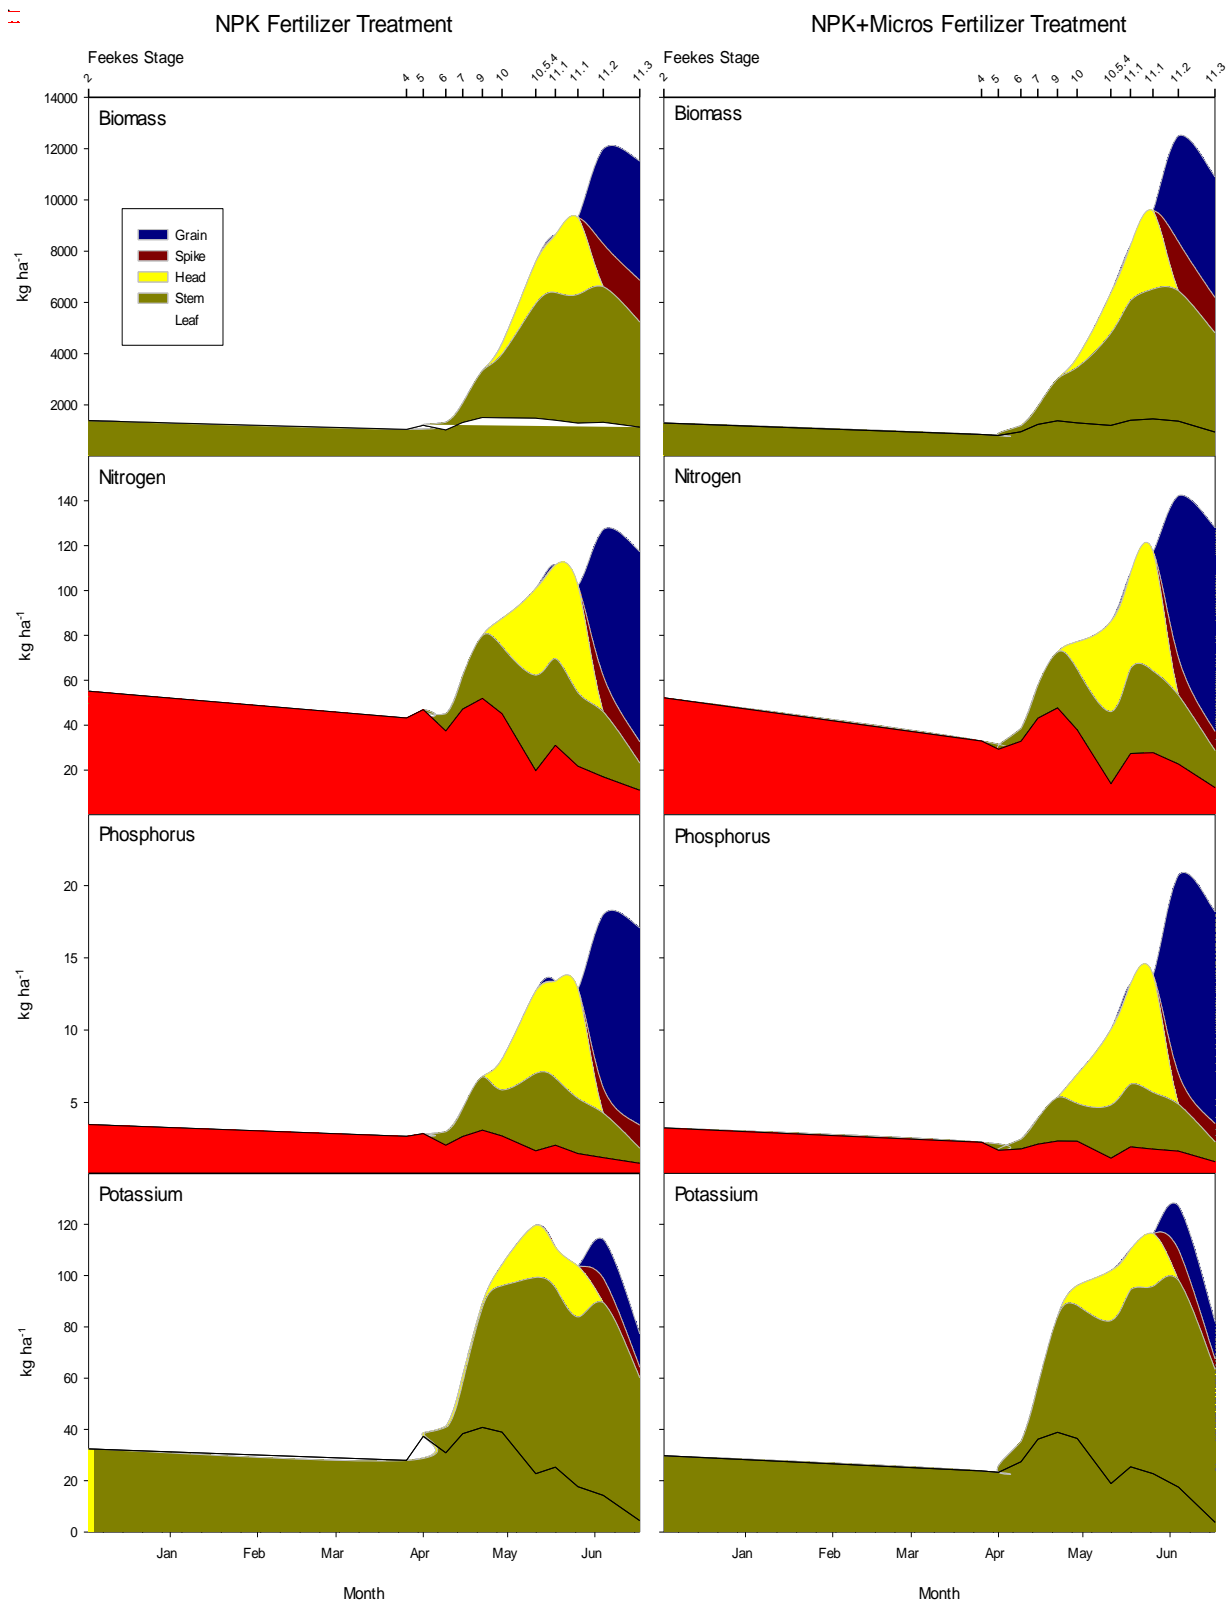 NPK Fertilizer Treatment
NPK+Micros Fertilizer Treatment
Feekes Stage
2 4 5 6 7 9 10 10.5.4 11.1 11.1 11.2 11.3
Feekes Stage
2 4 5 6 7 9 10 10.5.4 11.1 11.1 11.2 11.3
Biomass
14000
12000
10000
8000
6000
4000
2000
kg ha-1
Grain
Spike
Head
Stem
Leaf
Biomass
Nitrogen
140
120
100
80
60
40
20
kg ha-1
Nitrogen
Phosphorus
20
15
10
5
kg ha-1
Phosphorus
Potassium
120
100
80
60
40
20
0
kg ha-1
Potassium
Jan Feb Mar Apr May Jun
Month
Jan Feb Mar Apr May Jun
Month